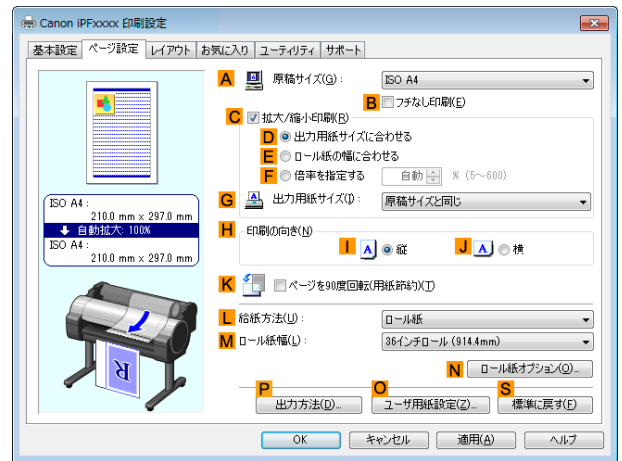 Canon iPFxxxx 印刷設定
基本設定 ページ設定 レイアウト お気に入り ユーティリティ サポート
A 原稿サイズ(G): ISO A4
B フチなし印刷(E)
C 拡大/縮小印刷(R)
D 出力用紙サイズに合わせる
E ロール紙の幅に合わせる
F 倍率を指定する 自動 % (5～600)
G 出力用紙サイズ(I): 原稿サイズと同じ
ISO A4 :
210.0 mm x 297.0 mm
自動拡大: 100%
ISO A4 :
210.0 mm x 297.0 mm
H 印刷の向き(N)
I A 縦 J A 横
K ページを90度回転(用紙節約)(T)
L 給紙方法(U): ロール紙
M ロール紙幅(L): 36インチロール (914.4mm)
R
N ロール紙オプション(O)...
P 出力方法(D)... O ユーザ用紙設定(Z)... S 標準に戻す(F)
OK キャンセル 適用(A) ヘルプ